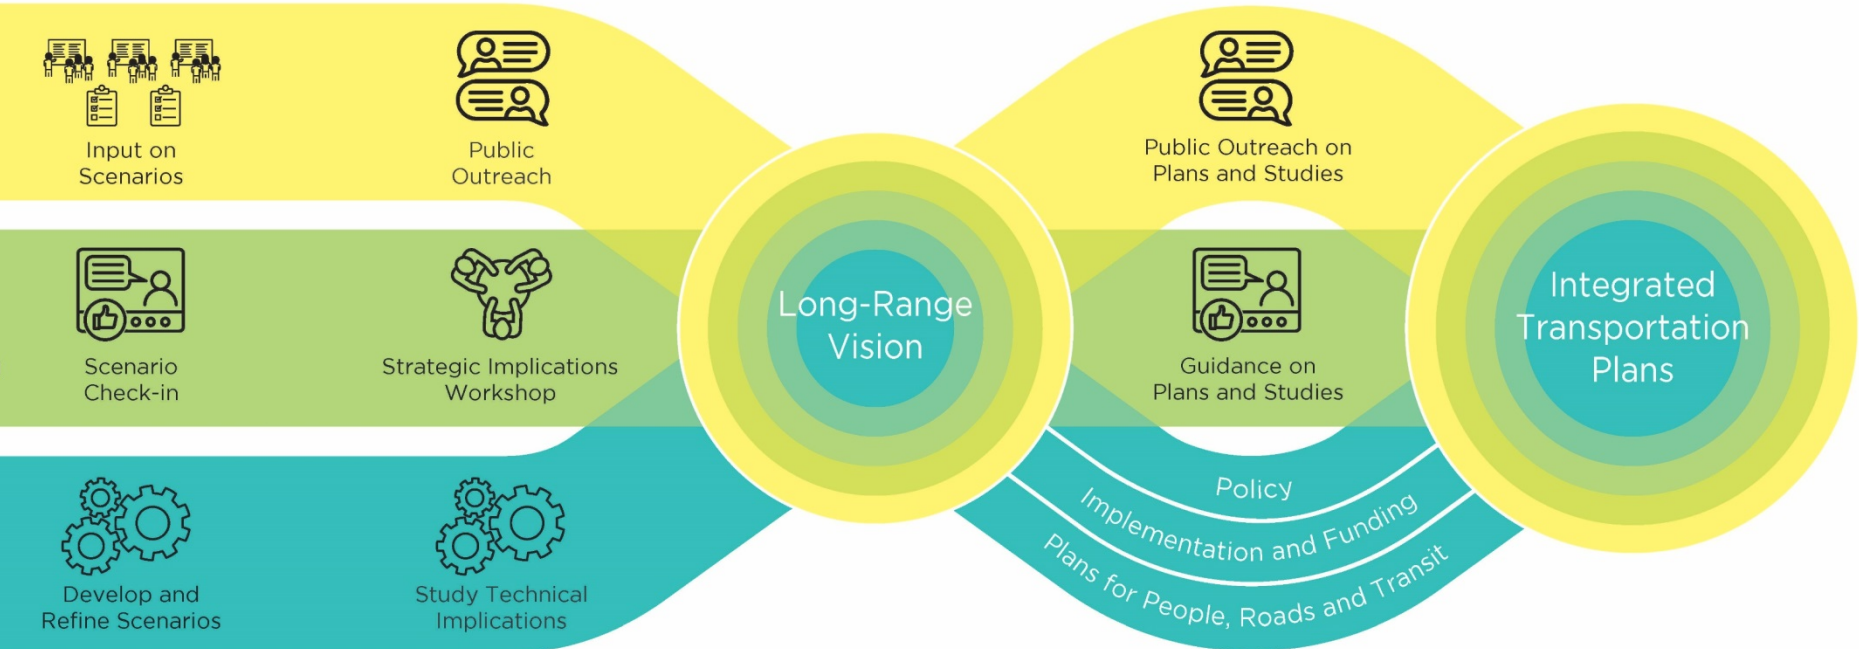 Input on
Scenarios
Public
Outreach
Public Outreach on
Plans and Studies
Scenario
Check-in
Strategic Implications
Workshop
Long-Range
Vision
Guidance on
Plans and Studies
Integrated
Transportation
Plans
Develop and
Refine Scenarios
Study Technical
Implications
Policy
Implementation and Funding
Plans for People, Roads and Transit